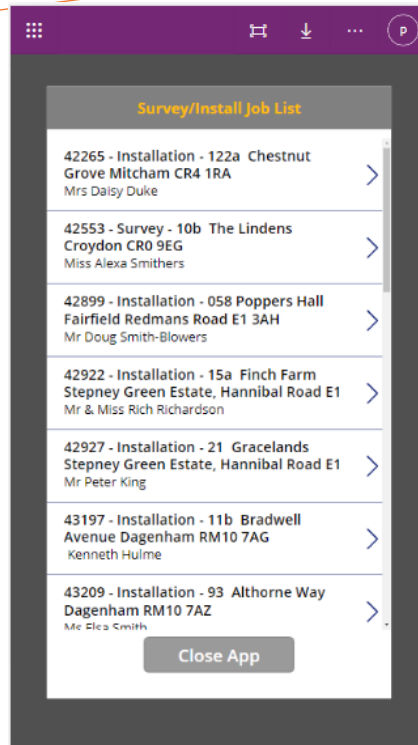 P
Survey/Install Job List
42265 - Installation - 122a  Chestnut
Grove Mitcham CR4 1RA
Mrs Daisy Duke
42553 - Survey - 10b  The Lindens
Croydon CR0 9EG
Miss Alexa Smithers
42899 - Installation - 058 Poppers Hall
Fairfield Redmans Road E1 3AH
Mr Doug Smith-Blowers
42922 - Installation - 15a  Finch Farm
Stepney Green Estate, Hannibal Road E1
Mr & Miss Rich Richardson
42927 - Installation - 21  Gracelands
Stepney Green Estate, Hannibal Road E1
Mr Peter King
43197 - Installation - 11b  Bradwell
Avenue Dagenham RM10 7AG
Kenneth Hulme
43209 - Installation - 93  Althorne Way
Dagenham RM10 7AZ
Ms Elsa Smith
Close App